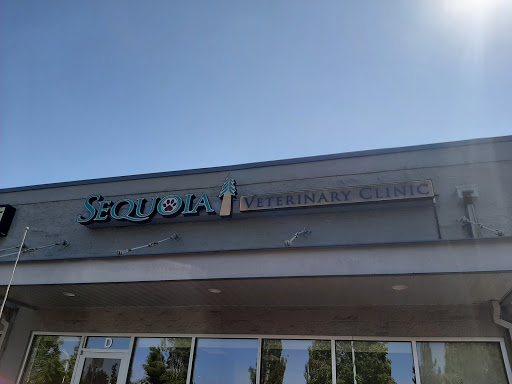 SEQUOIA VETERINARY CLINIC
D